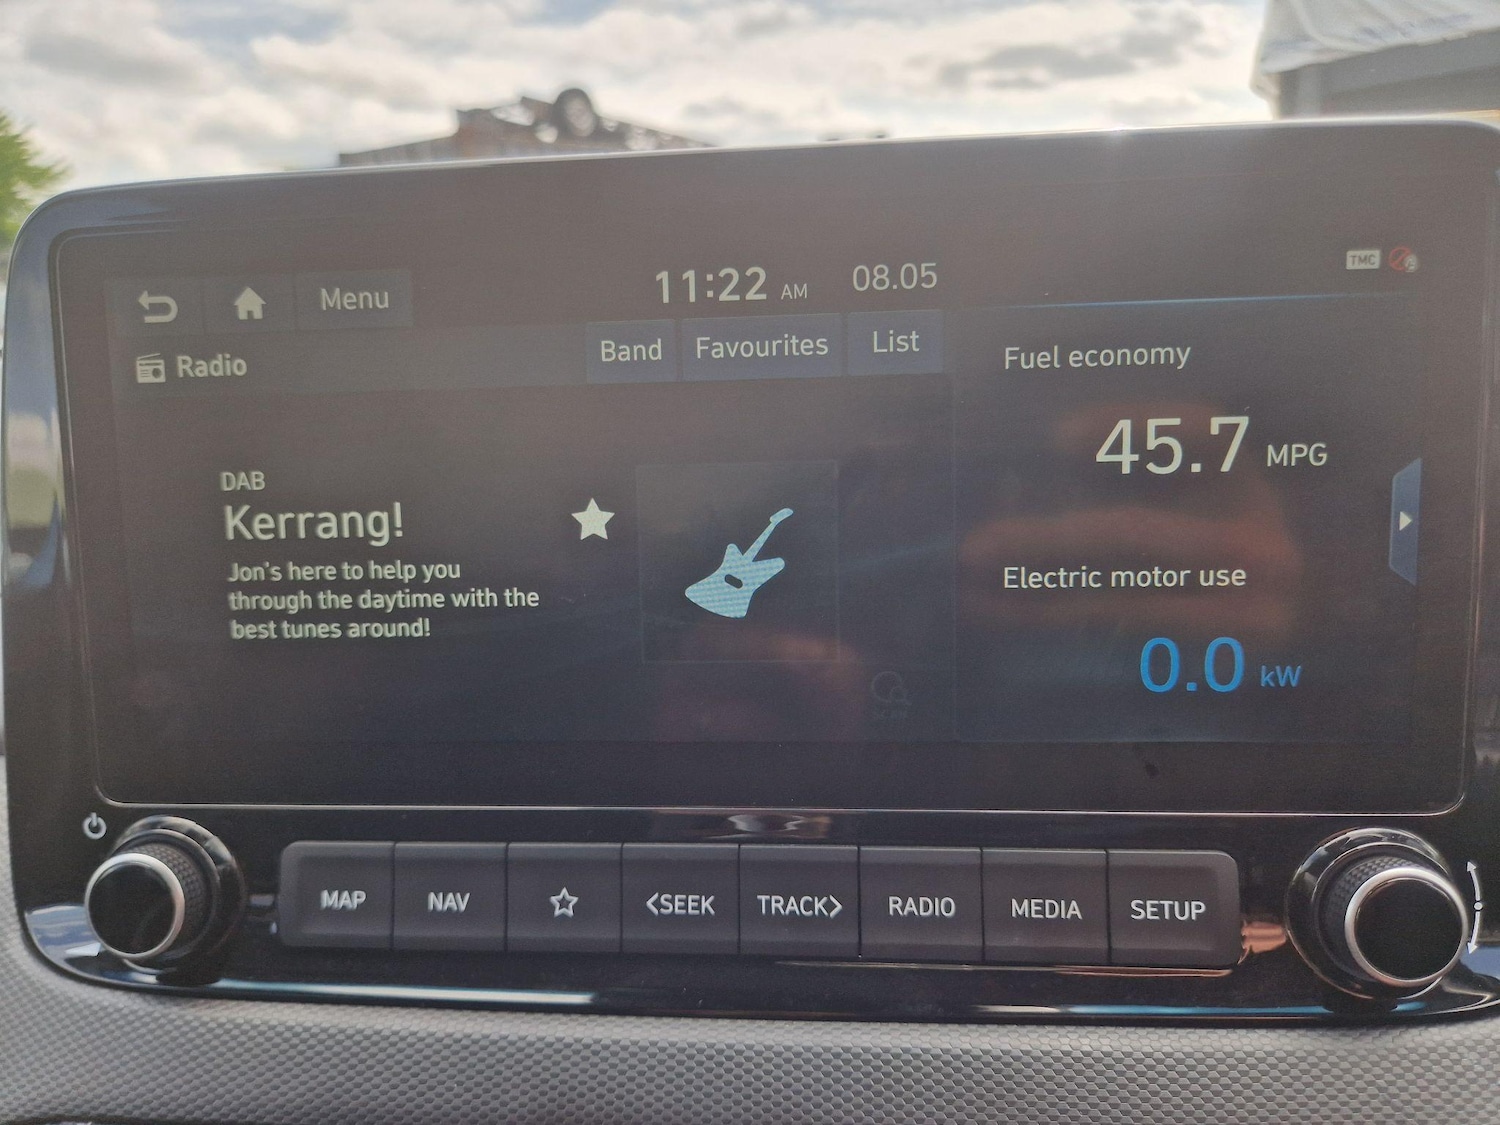 11:22 AM 08.05
TMC
Menu
Radio
Band Favourites List
DAB
Kerrang!
Jon's here to help you
through the daytime with the
best tunes around!
Fuel economy
45.7 MPG
Electric motor use
0.0 kW
MAP NAV <SEEK TRACK> RADIO MEDIA SETUP